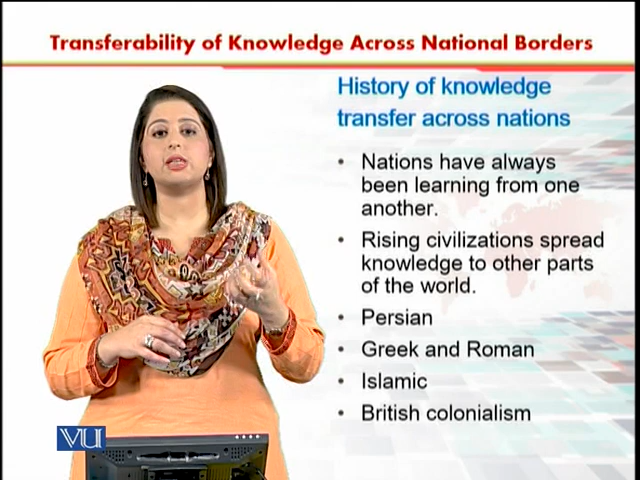 Transferability of Knowledge Across National Borders
History of knowledge
transfer across nations
• Nations have always
been learning from one
another.
• Rising civilizations spread
knowledge to other parts
of the world.
• Persian
• Greek and Roman
• Islamic
• British colonialism
VU